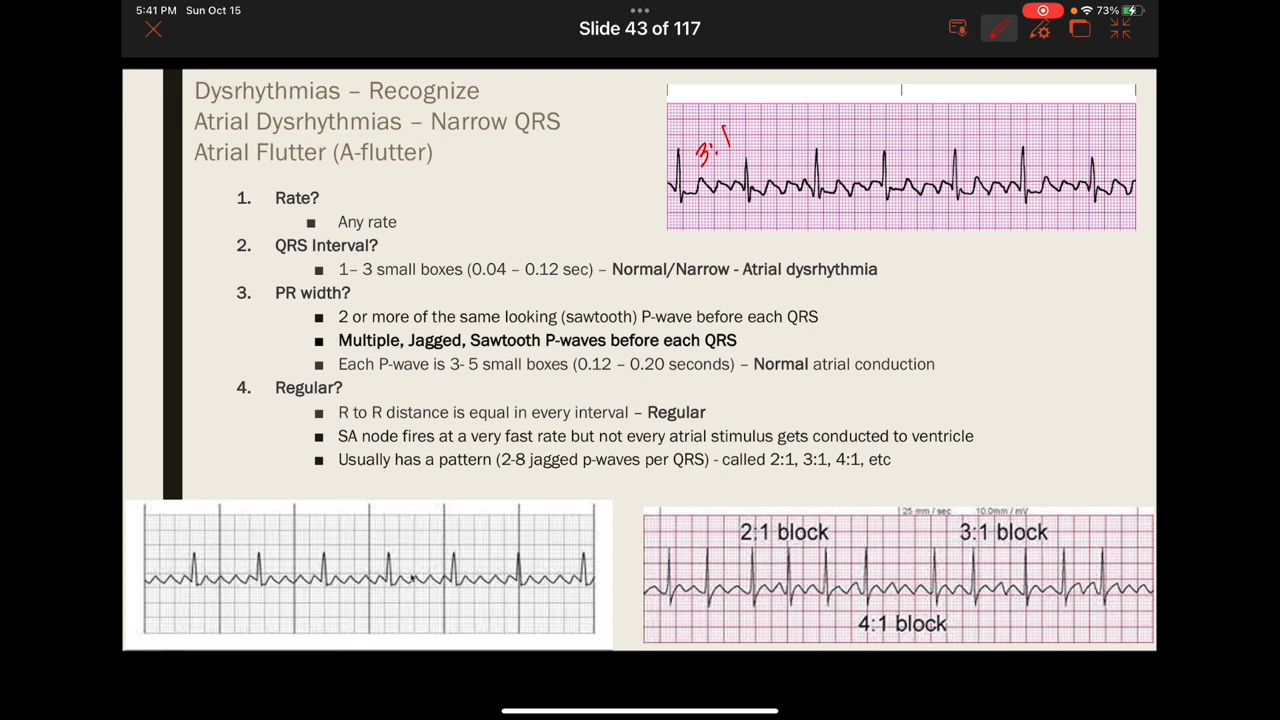 5:41 PM Sun Oct 15
73%
Slide 43 of 117
Dysrhythmias – Recognize
Atrial Dysrhythmias – Narrow QRS
Atrial Flutter (A-flutter)
3:1
1. Rate?
■ Any rate
2. QRS Interval?
■ 1– 3 small boxes (0.04 – 0.12 sec) – Normal/Narrow - Atrial dysrhythmia
3. PR width?
■ 2 or more of the same looking (sawtooth) P-wave before each QRS
■ Multiple, Jagged, Sawtooth P-waves before each QRS
■ Each P-wave is 3- 5 small boxes (0.12 – 0.20 seconds) – Normal atrial conduction
4. Regular?
■ R to R distance is equal in every interval – Regular
■ SA node fires at a very fast rate but not every atrial stimulus gets conducted to ventricle
■ Usually has a pattern (2-8 jagged p-waves per QRS) - called 2:1, 3:1, 4:1, etc
25 mm / sec 10.0mm / mV
2:1 block 3:1 block
4:1 block